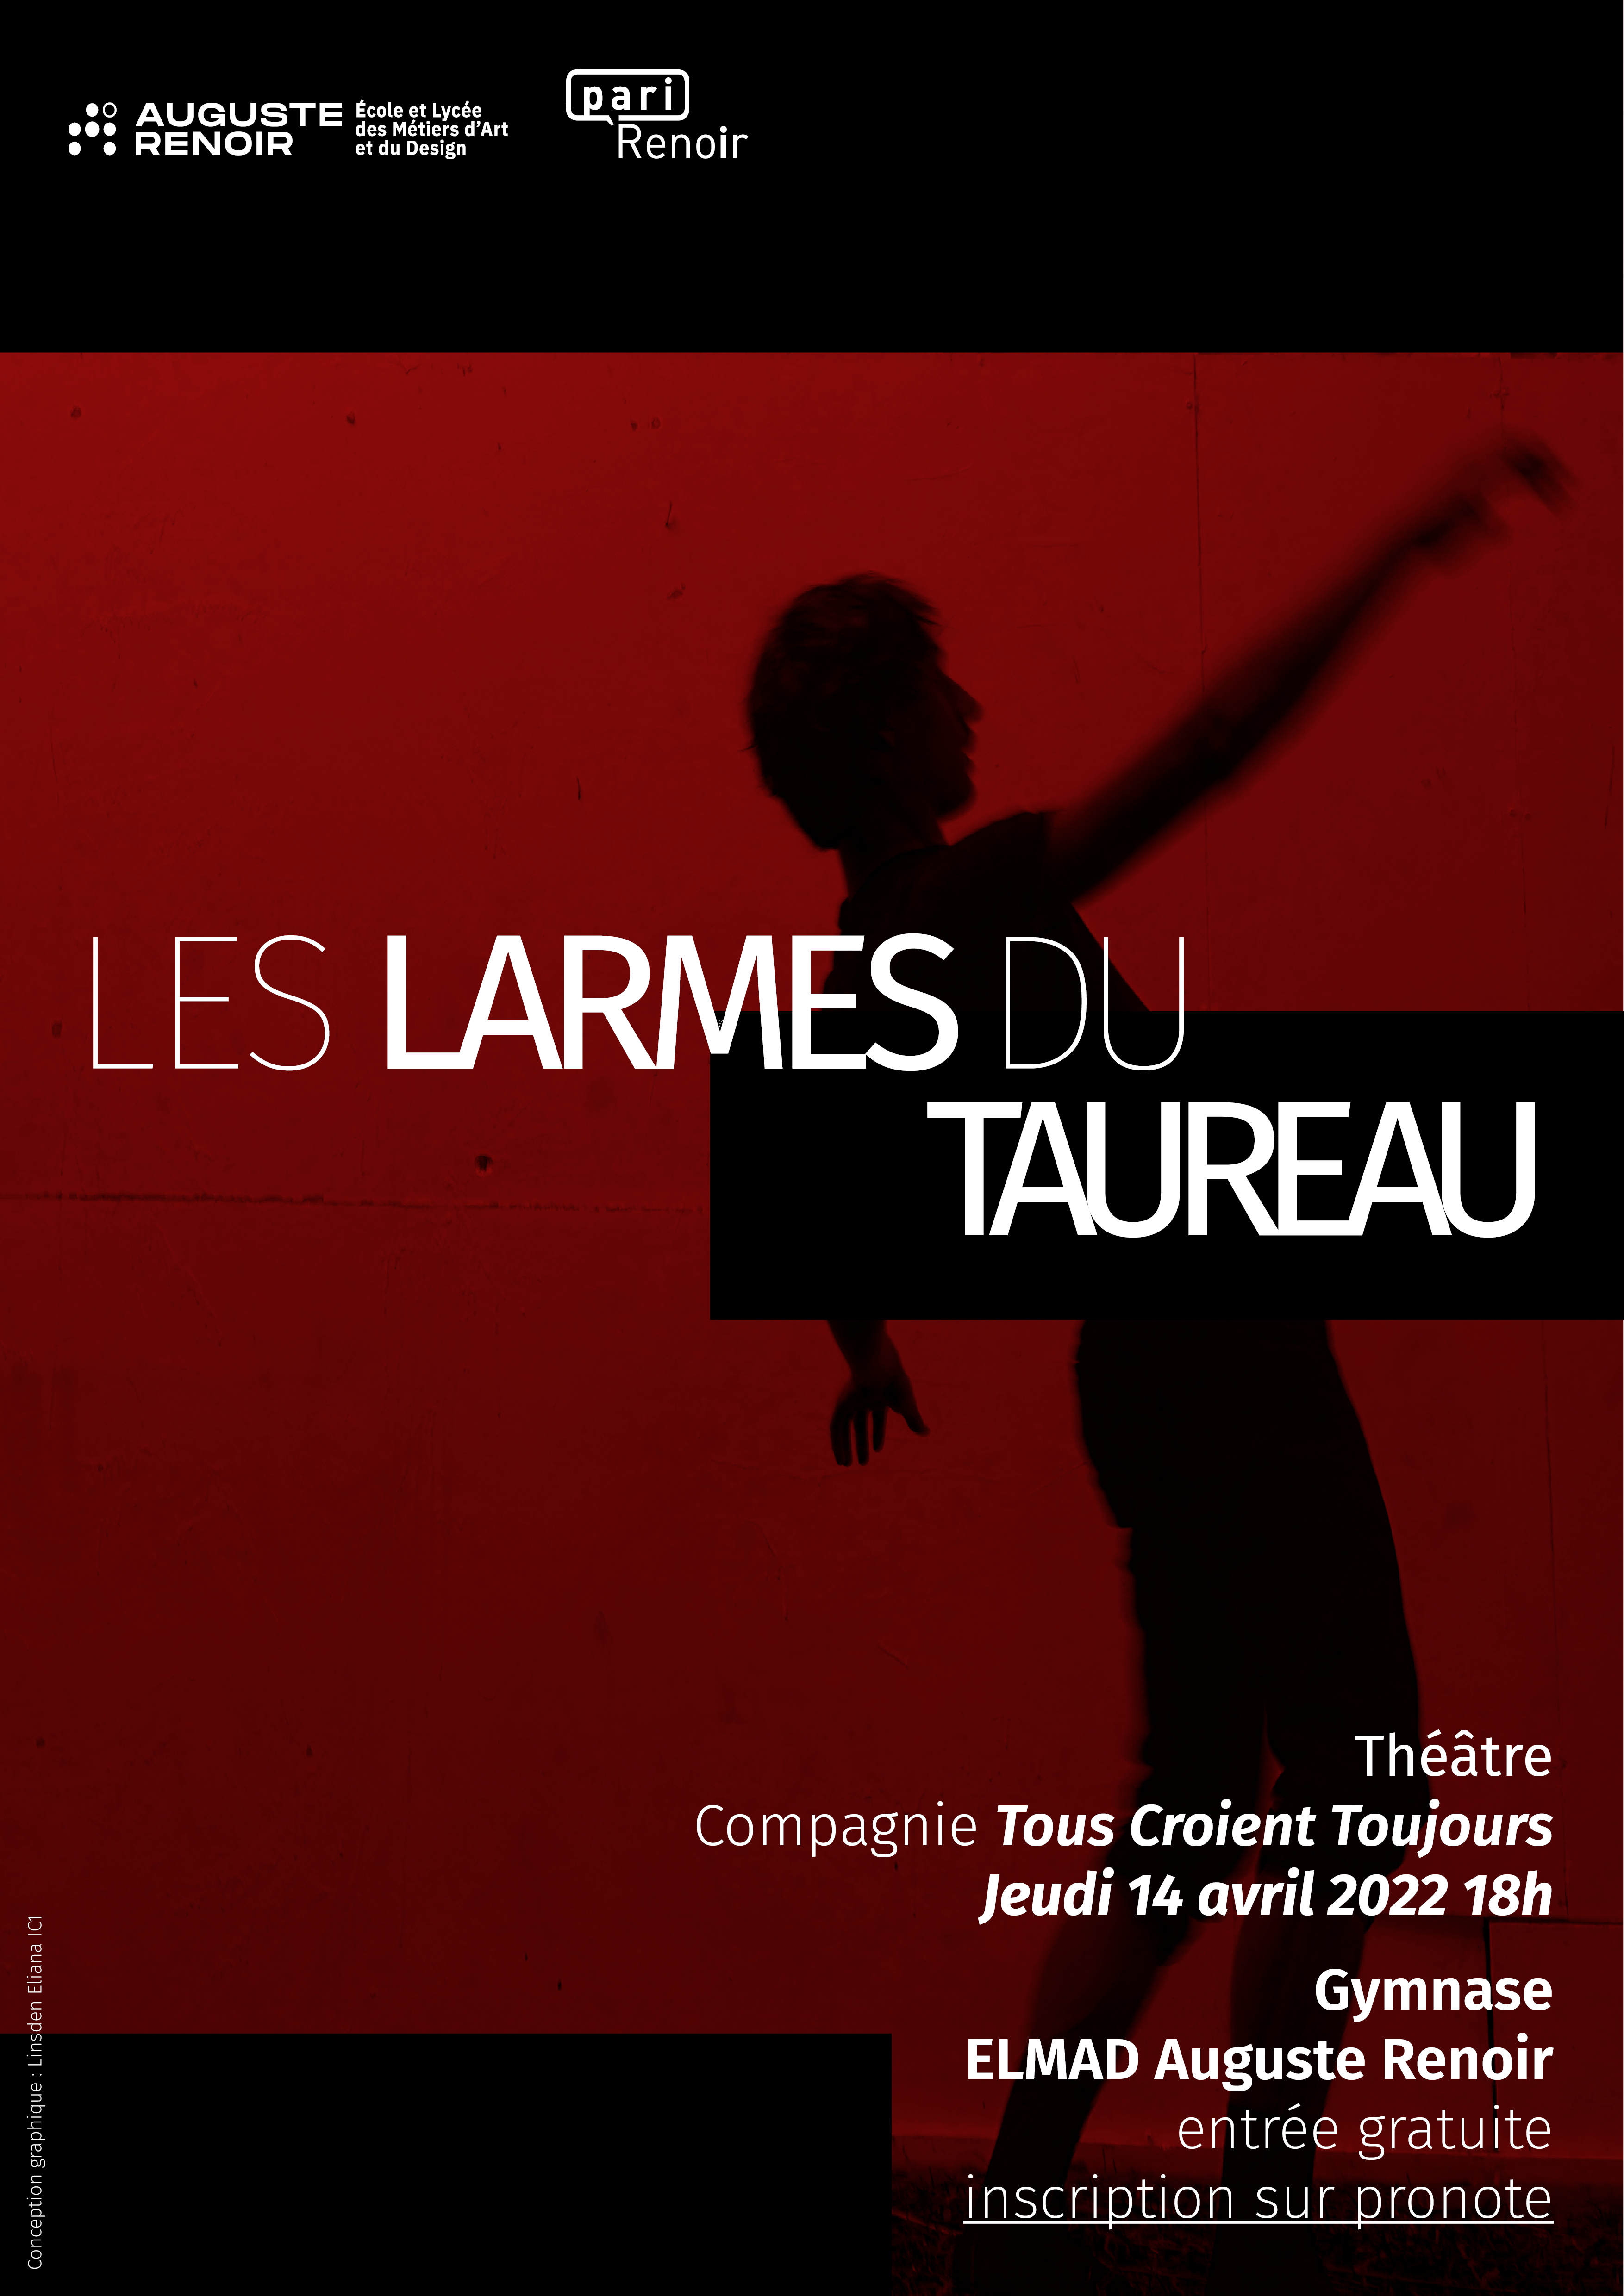 AUGUSTE
RENOIR
École et Lycée
des Métiers d'Art
et du Design
pari
Renoir
LES LARMES DU
TAUREAU
Théâtre
Compagnie Tous Croient Toujours
Jeudi 14 avril 2022 18h
Gymnase
ELMAD Auguste Renoir
entrée gratuite
inscription sur pronote
Conception graphique : Linsden Eliana IC1